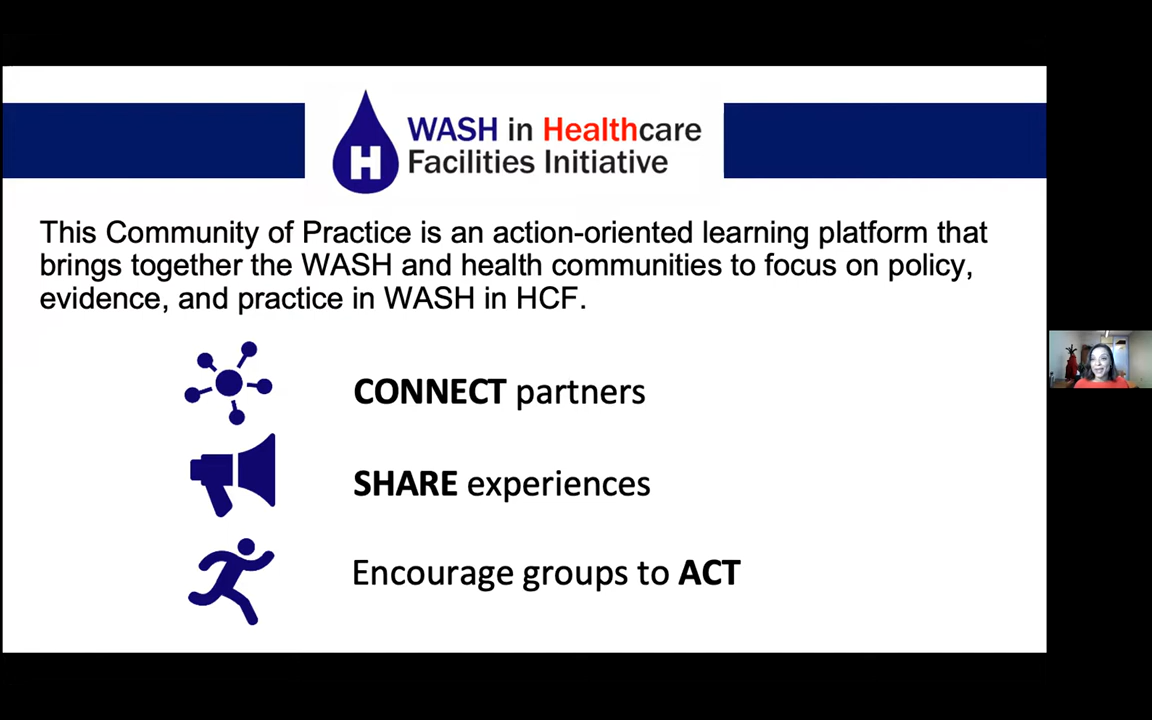 H
WASH in Healthcare
Facilities Initiative
This Community of Practice is an action-oriented learning platform that
brings together the WASH and health communities to focus on policy,
evidence, and practice in WASH in HCF.
CONNECT partners
SHARE experiences
Encourage groups to ACT